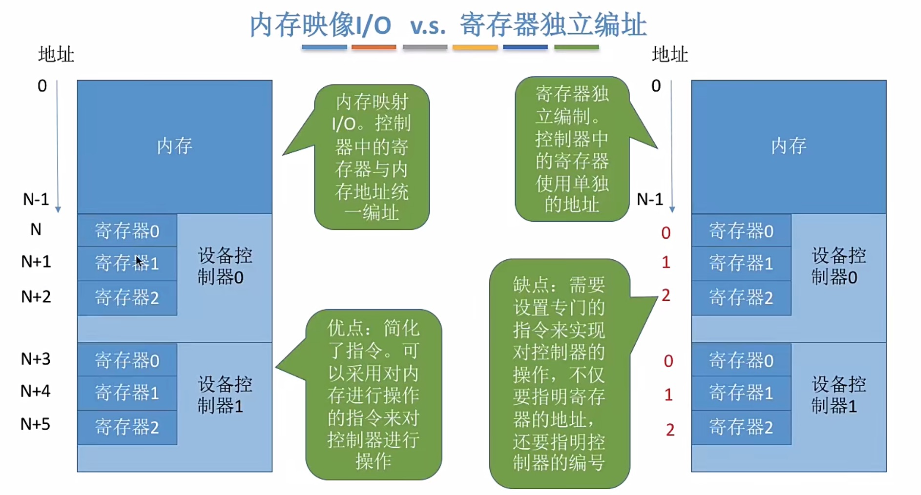 内存映像I/O v.s. 寄存器独立编址
地址
0
内存
N-1
N
寄存器0
N+1
寄存器1
N+2
寄存器2
设备控
制器0
N+3
寄存器0
N+4
寄存器1
N+5
寄存器2
设备控
制器1
内存映射
I/O。控制
器中的寄
存器与内
存地址统
一编址
优点：简化
了指令。可
以采用对内
存进行操作
的指令来对
控制器进行
操作
寄存器独
立编制。
控制器中
的寄存器
使用单独
的地址
缺点：需要
设置专门的
指令来实现
对控制器的
操作，不仅
要指明寄存
器的地址，
还要指明控
制器的编号
地址
0
内存
N-1
0
寄存器0
1
寄存器1
2
寄存器2
设备控
制器0
0
寄存器0
1
寄存器1
2
寄存器2
设备控
制器1